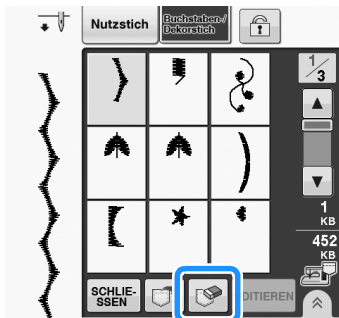 Nutzstich
Buchstaben-/
Dekorstich
1/3
1
KB
452
KB
SCHLIE-
SSEN
DITIEREN